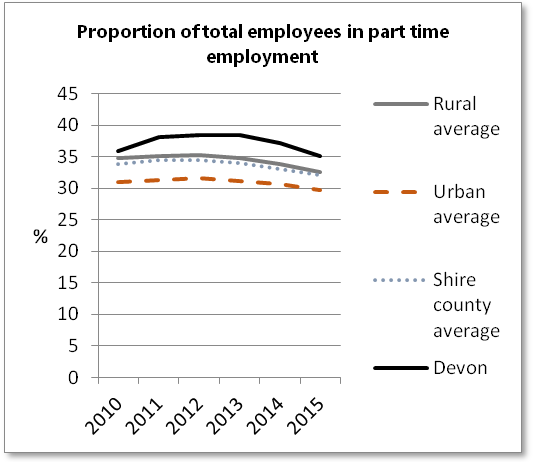 Proportion of total employees in part time
employment
45
40
35
30
25
20
15
10
5
0
%
2010
2011
2012
2013
2014
2015
Rural
average
Urban
average
Shire
county
average
Devon